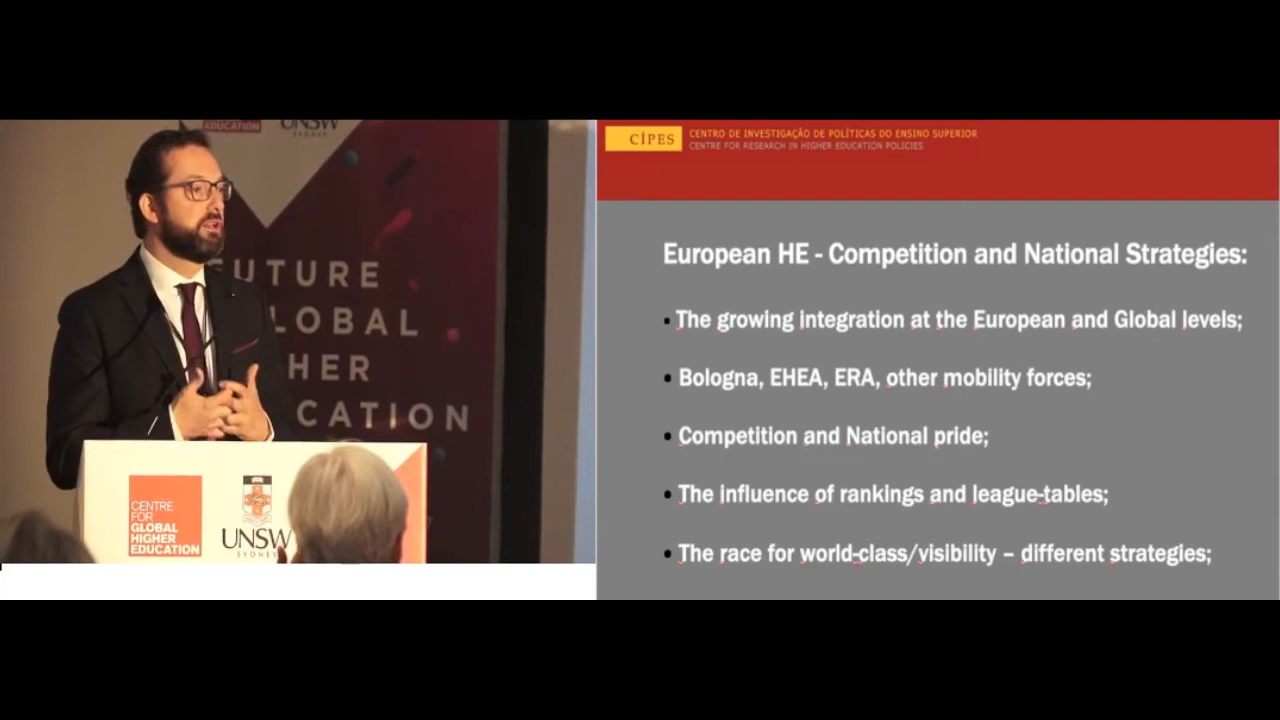 EDUCATION
UNSW
SYDNEY
FUTURE
GLOBAL
HER
CATION
CENTRE
FOR
GLOBAL
HIGHER
EDUCATION
UNSW
SYDNEY
CIPES
CENTRO DE INVESTIGAÇÃO DE POLÍTICAS DO ENSINO SUPERIOR
CENTRE FOR RESEARCH IN HIGHER EDUCATION POLICIES
European HE - Competition and National Strategies:
• The growing integration at the European and Global levels;
• Bologna, EHEA, ERA, other mobility forces;
• Competition and National pride;
• The influence of rankings and league-tables;
• The race for world-class/visibility – different strategies;